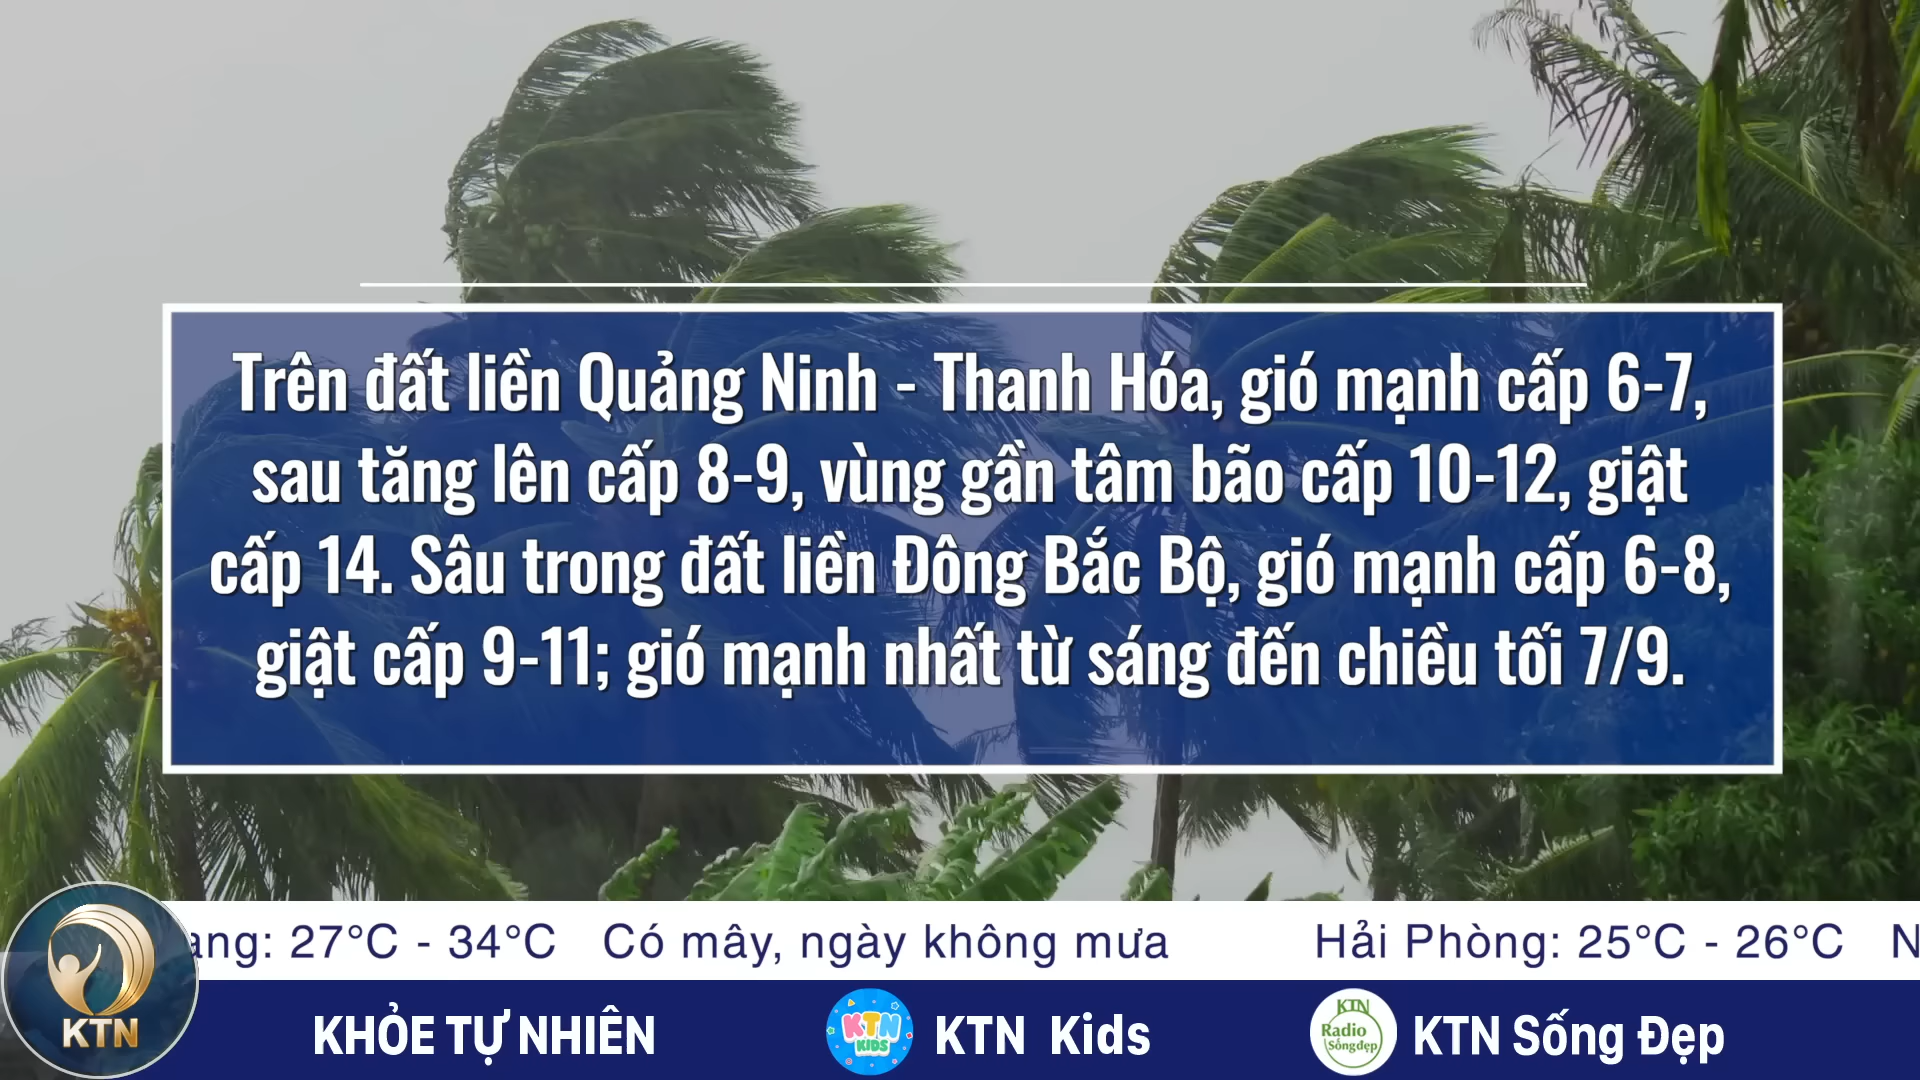 Trên đất liền Quảng Ninh - Thanh Hóa, gió mạnh cấp 6-7,
sau tăng lên cấp 8-9, vùng gần tâm bão cấp 10-12, giật
cấp 14. Sâu trong đất liền Đông Bắc Bộ, gió mạnh cấp 6-8,
giật cấp 9-11; gió mạnh nhất từ sáng đến chiều tối 7/9.
ang: 27°C - 34°C Có mây, ngày không mưa Hải Phòng: 25°C - 26°C N
KTN
KHỎE TỰ NHIÊN
KTN
KIDS
KTN Kids
KTN
Radio
Sống đẹp
KTN Sống Đẹp